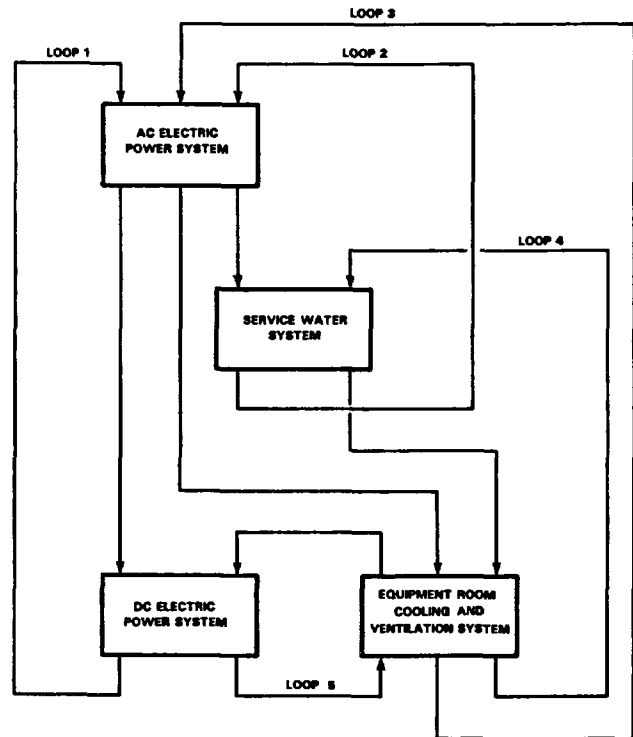 LOOP 3
LOOP 1
LOOP 2
AC ELECTRIC
POWER SYSTEM
LOOP 4
SERVICE WATER
SYSTEM
DC ELECTRIC
POWER SYSTEM
EQUIPMENT ROOM
COOLING AND
VENTILATION SYSTEM
LOOP 5